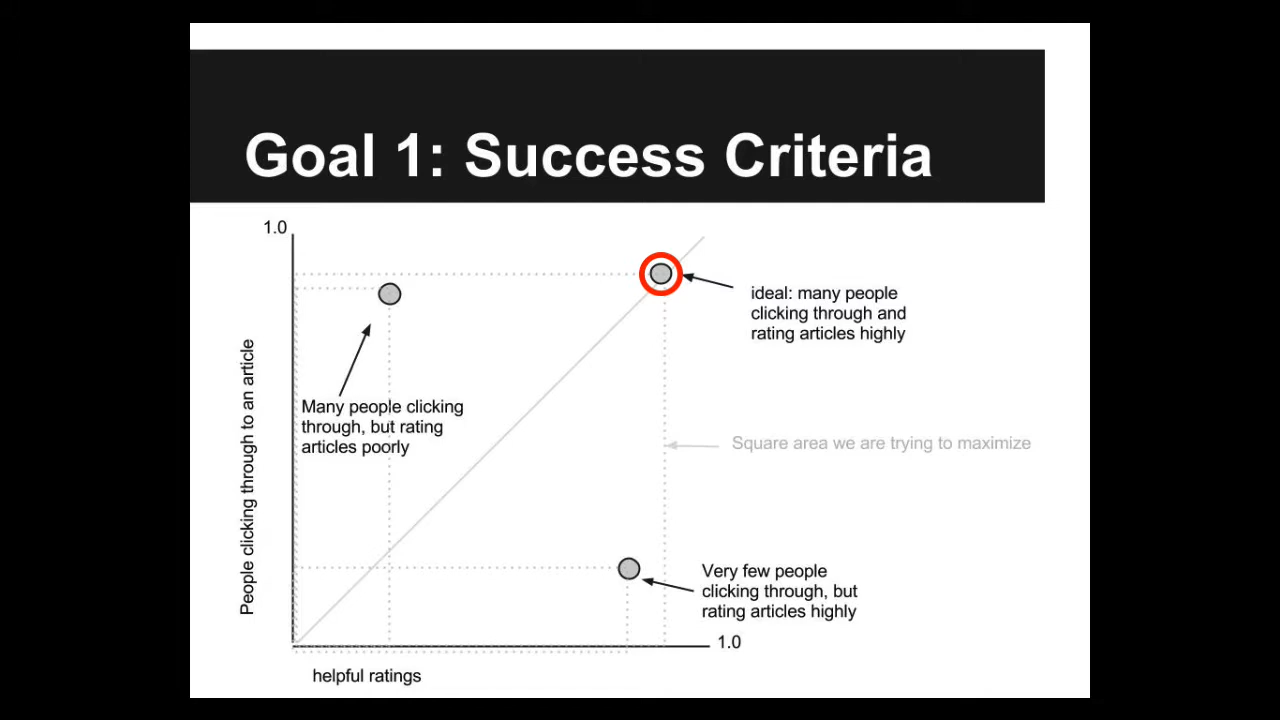 Goal 1: Success Criteria
1.0
ideal: many people
clicking through and
rating articles highly
People clicking through to an article
Many people clicking
through, but rating
articles poorly
Square area we are trying to maximize
Very few people
clicking through, but
rating articles highly
1.0
helpful ratings